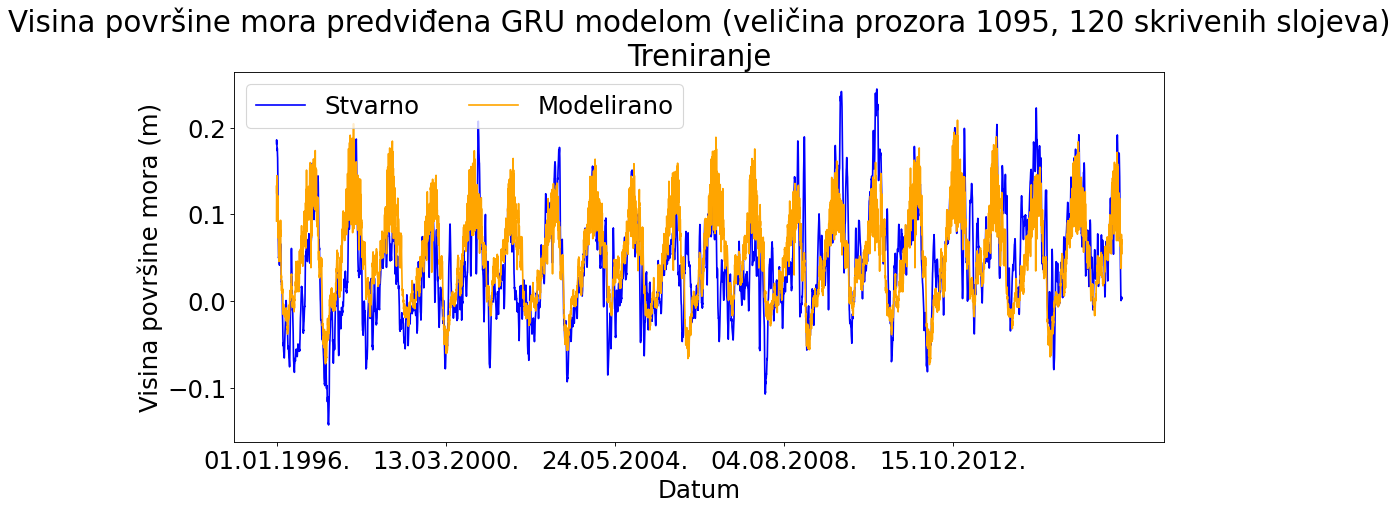 Visina površine mora predviđena GRU modelom (veličina prozora 1095, 120 skrivenih slojeva)
Treniranje
Stvarno Modelirano
Visina površine mora (m)
0.2
0.1
0.0
−0.1
01.01.1996. 13.03.2000. 24.05.2004. 04.08.2008. 15.10.2012.
Datum